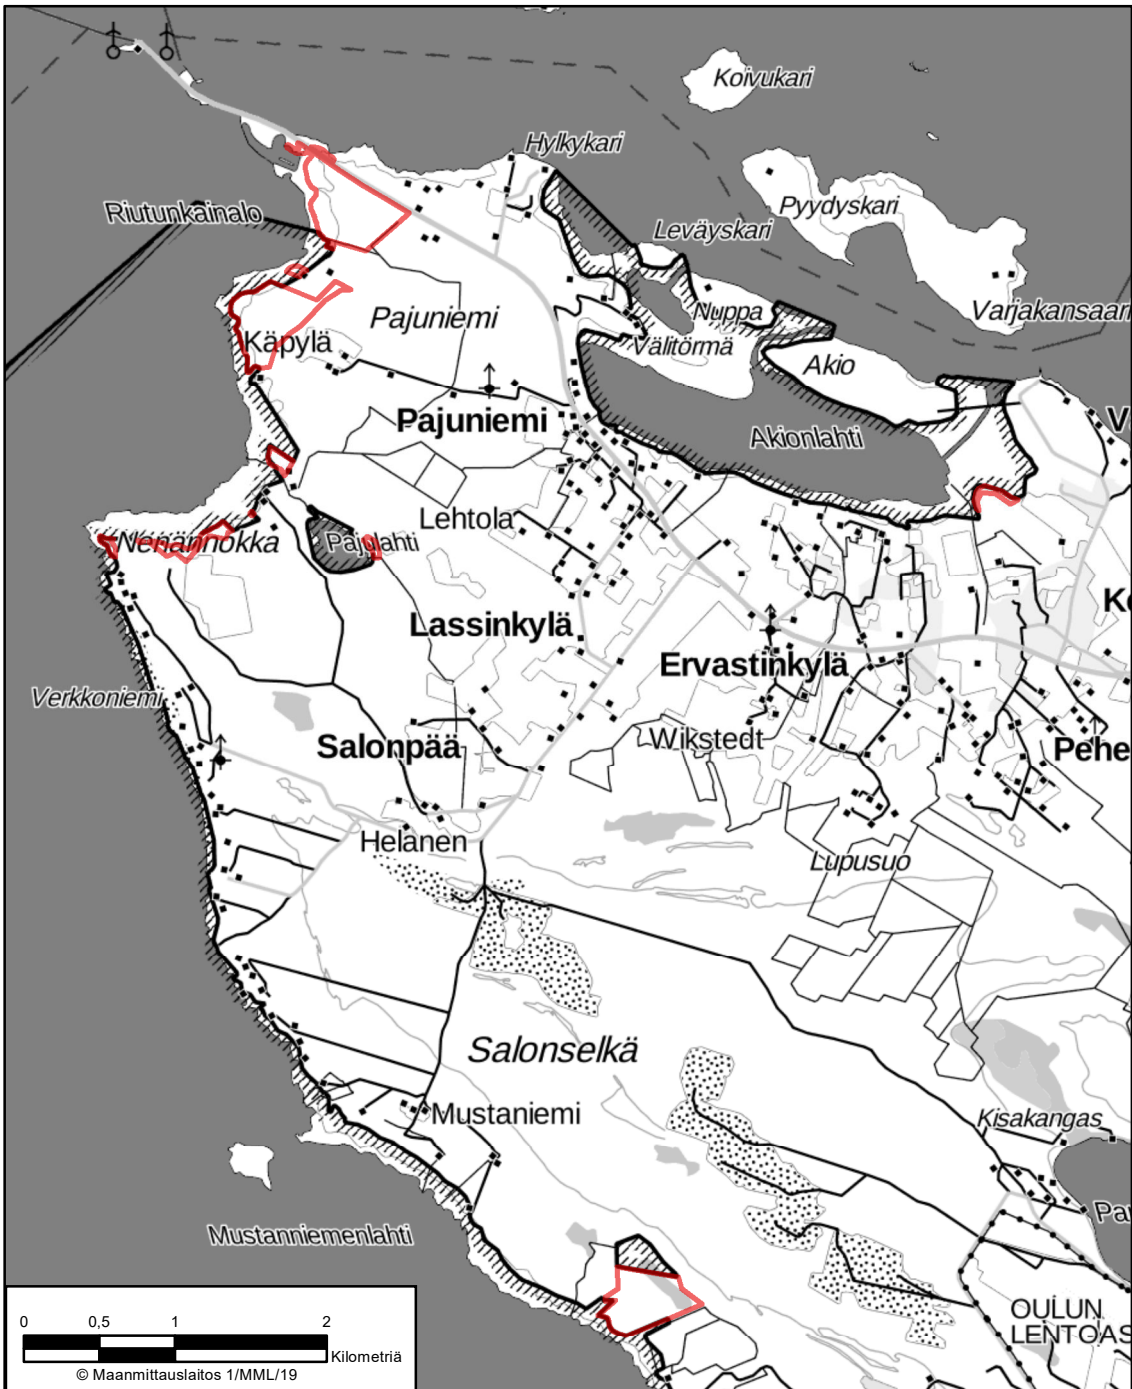 Koivukari
Hylkykari
Riutunkainalo
Pyydyskari
Leväyskari
Nuppa
Varjakansaari
Pajuniemi
Käpylä
Välitörmä
Akio
Pajuniemi
V
Akionlahti
Lehtola
Nenännokka
Pajulahti
Lassinkylä
Ke
Ervastinkylä
Verkkoniemi
Salonpää
Wikstedt
Pehe
Helanen
Lupusuo
Salonselkä
Mustaniemi
Kisakangas
Par
Mustanniemenlahti
OULUN
LENTOAS
0 0,5 1 2
Kilometriä
© Maanmittauslaitos 1/MML/19